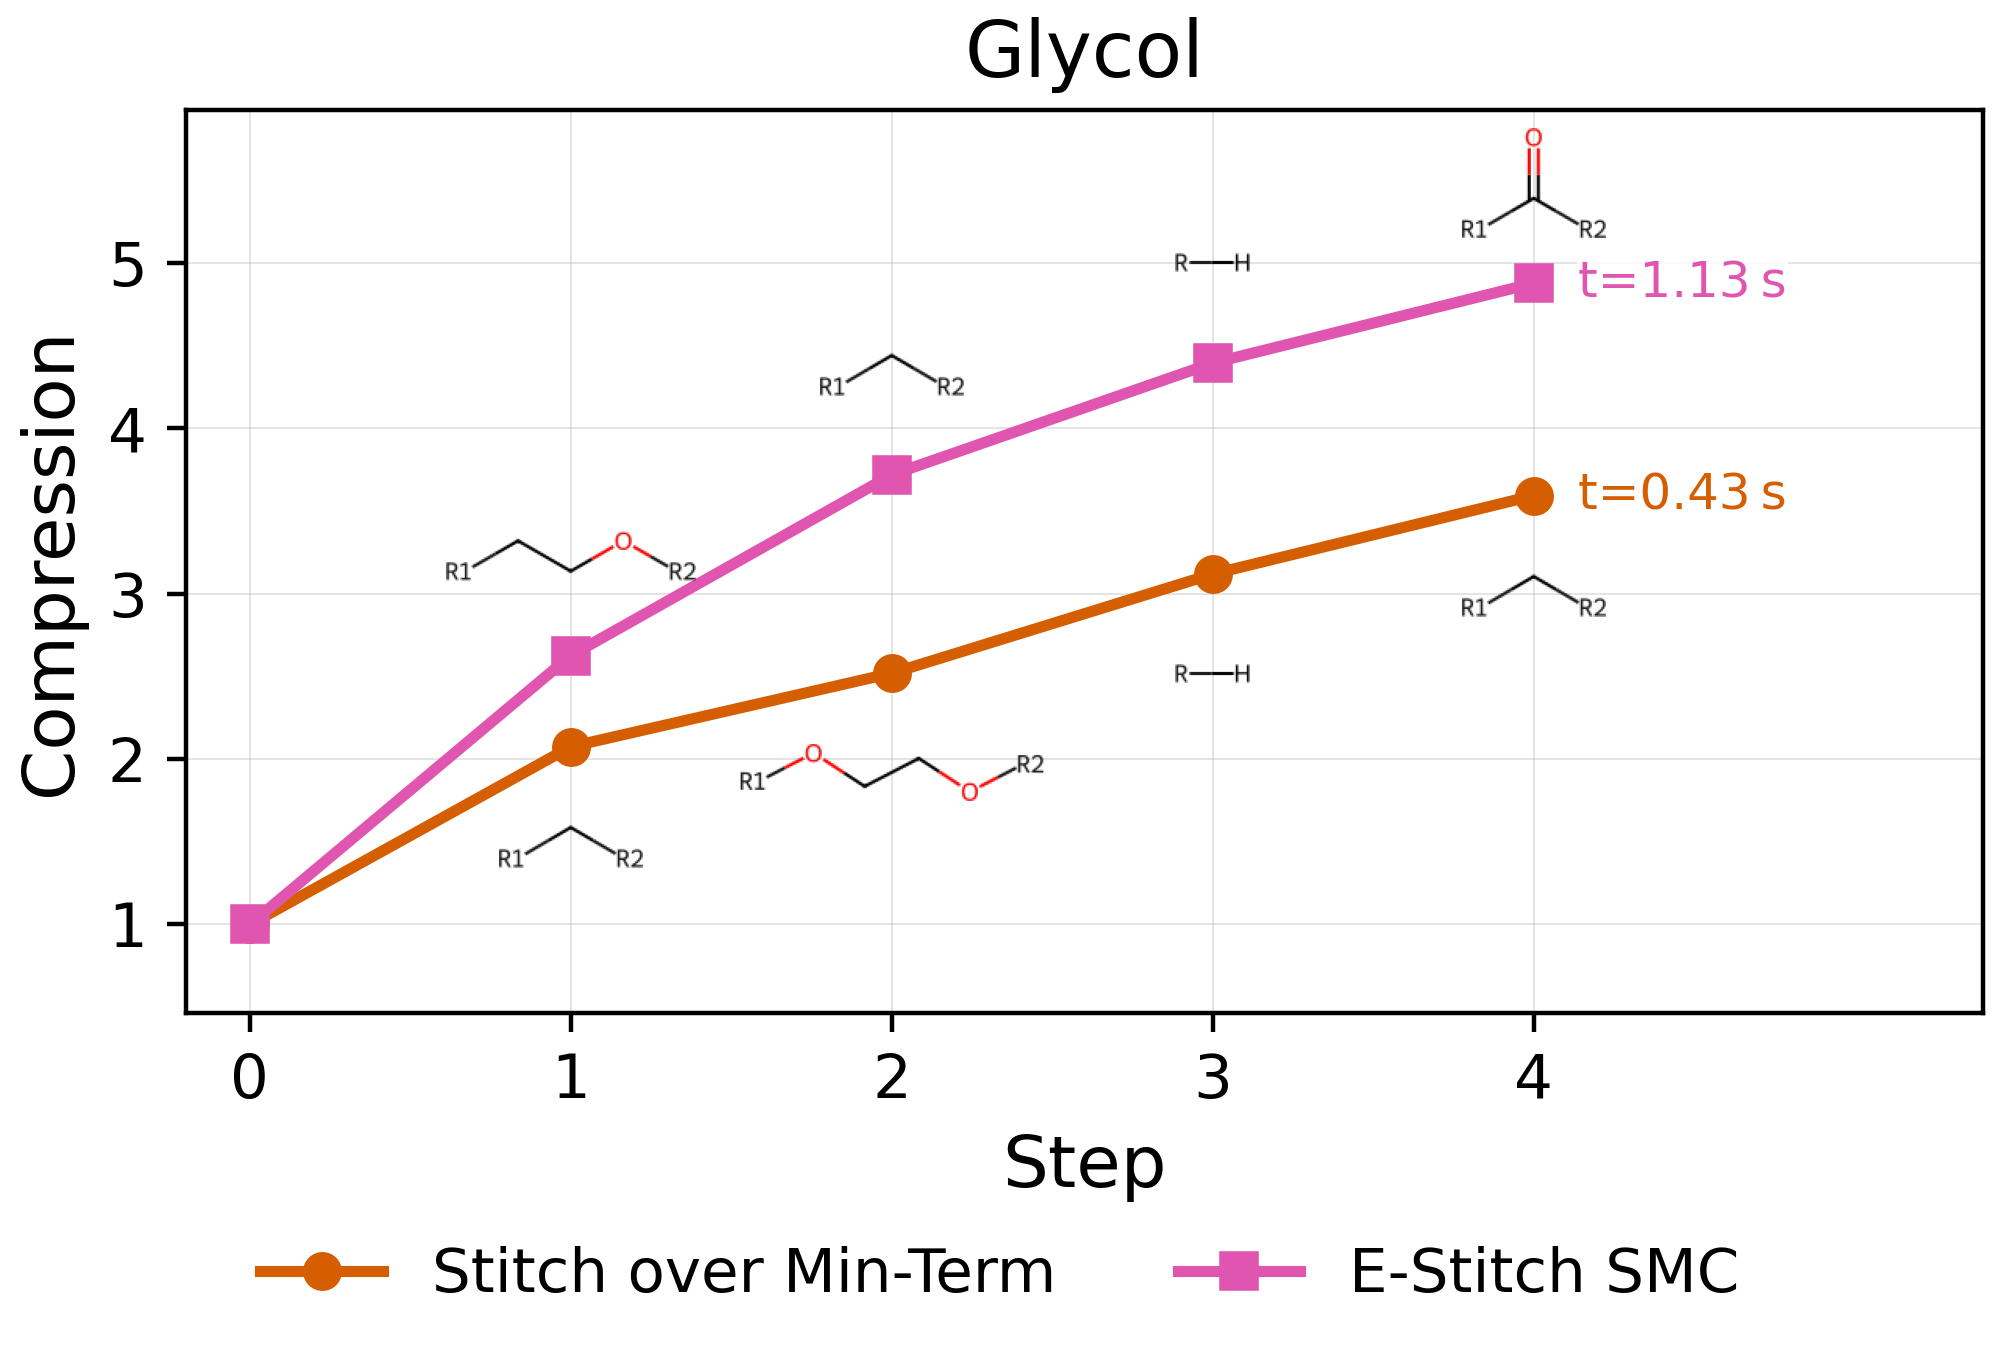 Glycol
Compression
5
4
3
2
1
O
R1 R2
R—H
t=1.13 s
R1 R2
t=0.43 s
O
R1 R2
R1 R2
R—H
O
R1 R2
O
R1 R2
0 1 2 3 4
Step
Stitch over Min-Term E-Stitch SMC